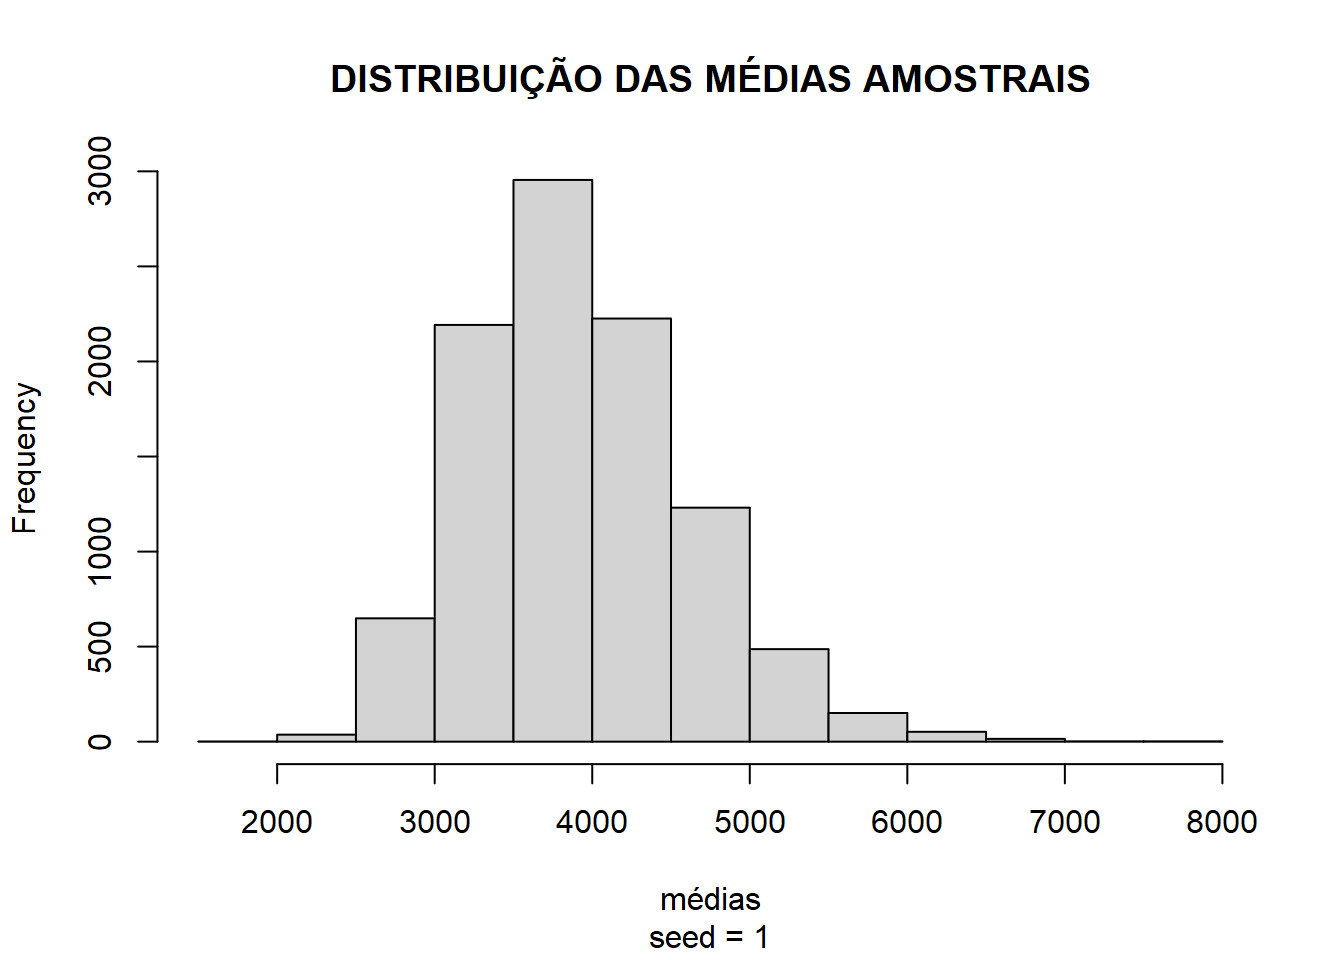 DISTRIBUIÇÃO DAS MÉDIAS AMOSTRAIS
3000
2000
1000
500
0
Frequency
2000 3000 4000 5000 6000 7000 8000
médias
seed = 1